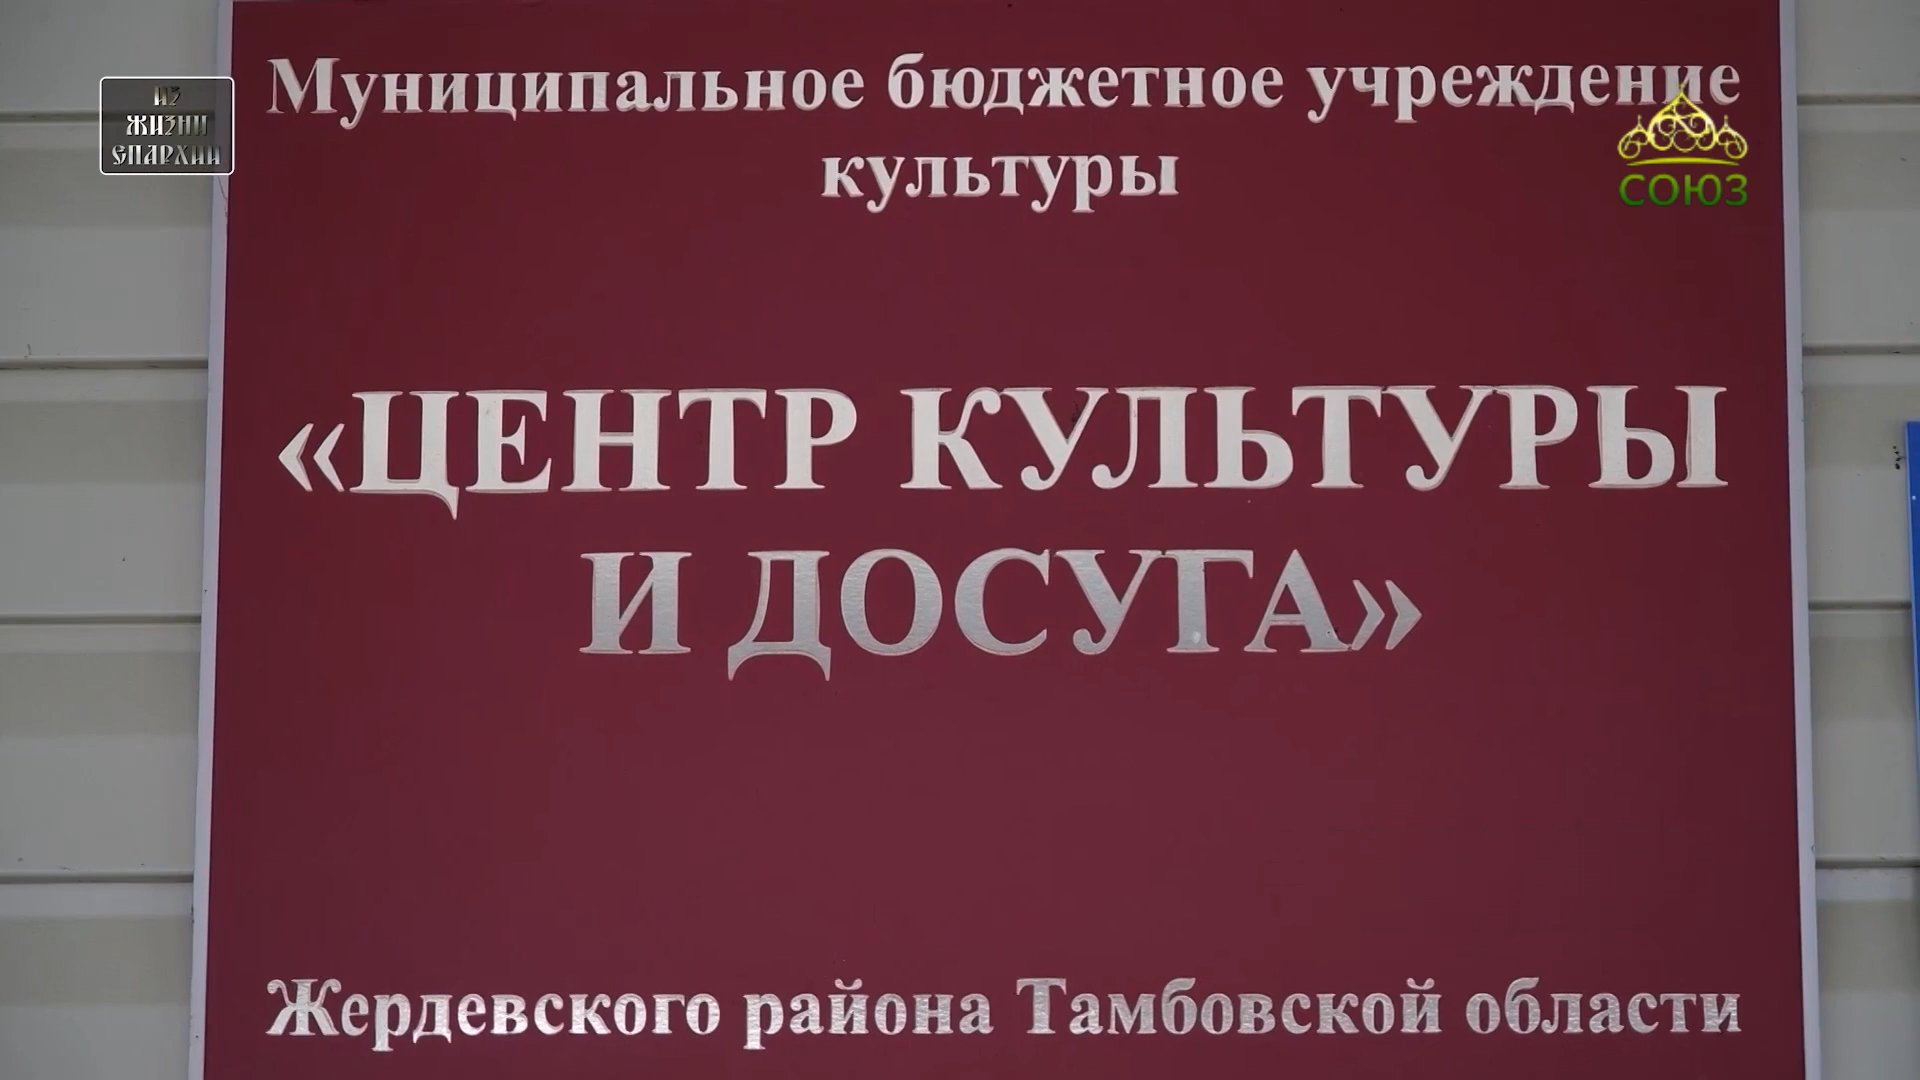 ИЗ
ЖИЗНИ
ЕПАРХИИ
Муниципальное бюджетное учреждение
культуры
СОЮЗ
«ЦЕНТР КУЛЬТУРЫ
И ДОСУГА»
Жердевского района Тамбовской области